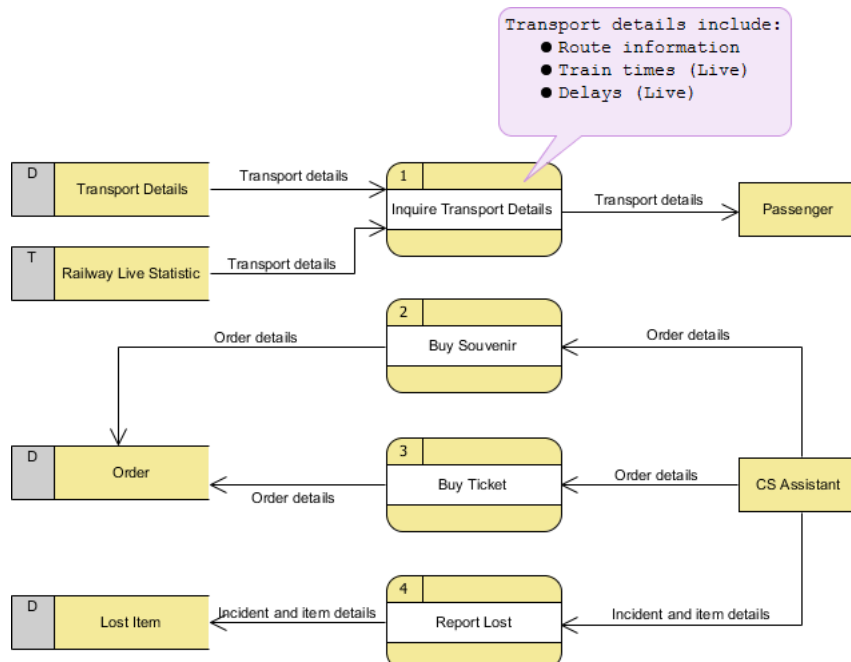 Transport details include:
● Route information
● Train times (Live)
● Delays (Live)
D
Transport Details
Transport details
1
Inquire Transport Details
Transport details
Passenger
T
Railway Live Statistic
Transport details
2
Buy Souvenir
Order details
Order details
D
Order
Order details
3
Buy Ticket
Order details
CS Assistant
D
Lost Item
Incident and item details
4
Report Lost
Incident and item details